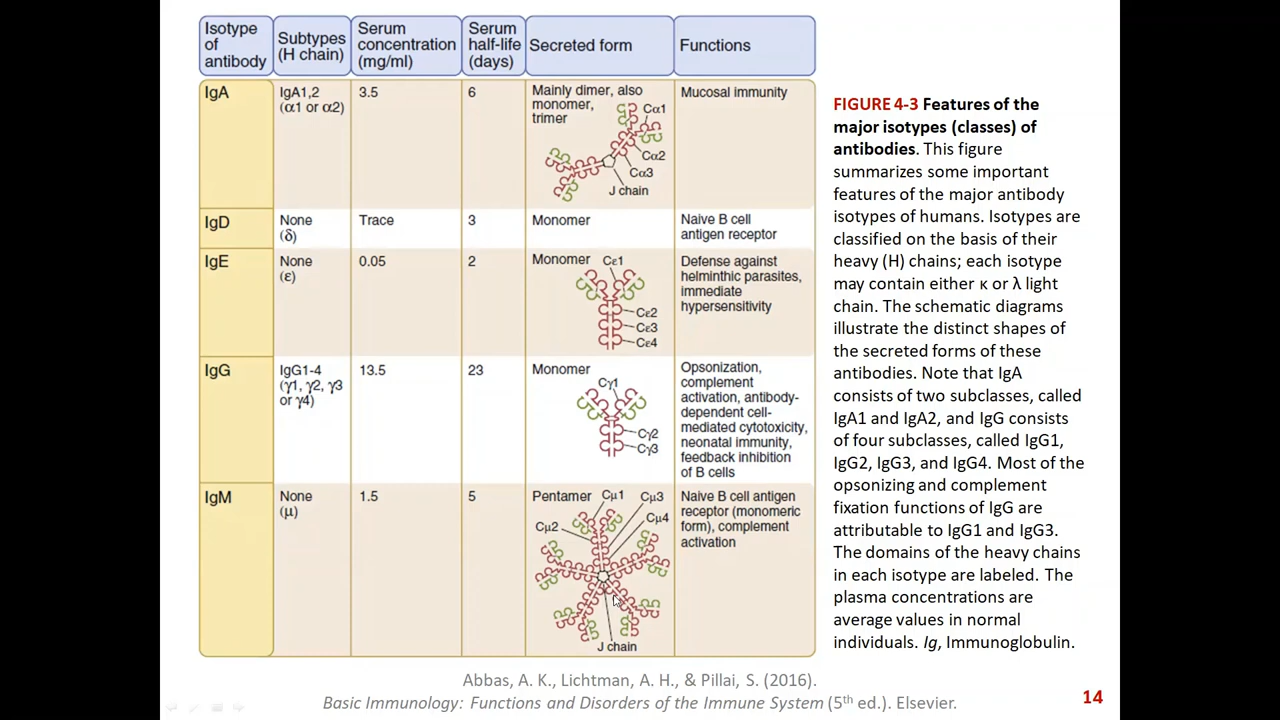 Isotype of antibody
Subtypes (H chain)
Serum concentration (mg/ml)
Serum half-life (days)
Secreted form
Functions
IgA
IgA1,2
(α1 or α2)
3.5
6
Mainly dimer, also
monomer,
trimer
Cα1
Cα2
Cα3
J chain
Mucosal immunity
IgD
None
(δ)
Trace
3
Monomer
Naive B cell
antigen receptor
IgE
None
(ε)
0.05
2
Monomer
Cε1
Cε2
Cε3
Cε4
Defense against
helminthic parasites,
immediate
hypersensitivity
IgG
IgG1-4
(γ1, γ2, γ3
or γ4)
13.5
23
Monomer
Cγ1
Cγ2
Cγ3
Opsonization,
complement
activation, antibody-
dependent cell-
mediated cytotoxicity,
neonatal immunity,
feedback inhibition
of B cells
IgM
None
(μ)
1.5
5
Pentamer
Cμ1
Cμ3
Cμ4
Cμ2
J chain
Naive B cell antigen
receptor (monomeric
form), complement
activation
FIGURE 4-3 Features of the
major isotypes (classes) of
antibodies. This figure
summarizes some important
features of the major antibody
isotypes of humans. Isotypes are
classified on the basis of their
heavy (H) chains; each isotype
may contain either κ or λ light
chain. The schematic diagrams
illustrate the distinct shapes of
the secreted forms of these
antibodies. Note that IgA
consists of two subclasses, called
IgA1 and IgA2, and IgG consists
of four subclasses, called IgG1,
IgG2, IgG3, and IgG4. Most of the
opsonizing and complement
fixation functions of IgG are
attributable to IgG1 and IgG3.
The domains of the heavy chains
in each isotype are labeled. The
plasma concentrations are
average values in normal
individuals. Ig, Immunoglobulin.
Abbas, A. K., Lichtman, A. H., & Pillai, S. (2016).
Basic Immunology: Functions and Disorders of the Immune System (5th ed.). Elsevier.
14